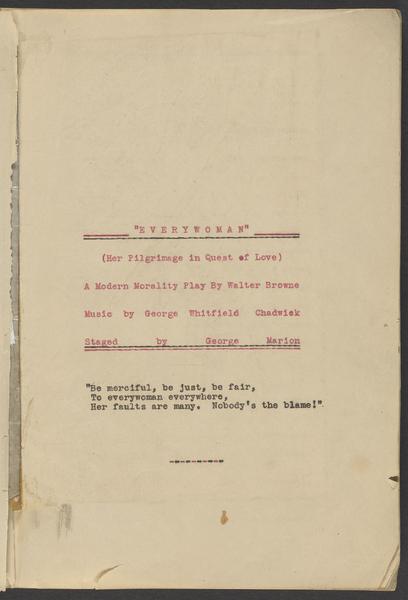 "EVERYWOMAN"
(Her Pilgrimage in Quest of Love)
A Modern Morality Play By Walter Browne
Music by George Whitfield Chadwick
Staged by George Marion
"Be merciful, be just, be fair,
To everywoman everywhere,
Her faults are many. Nobody's the blame!".